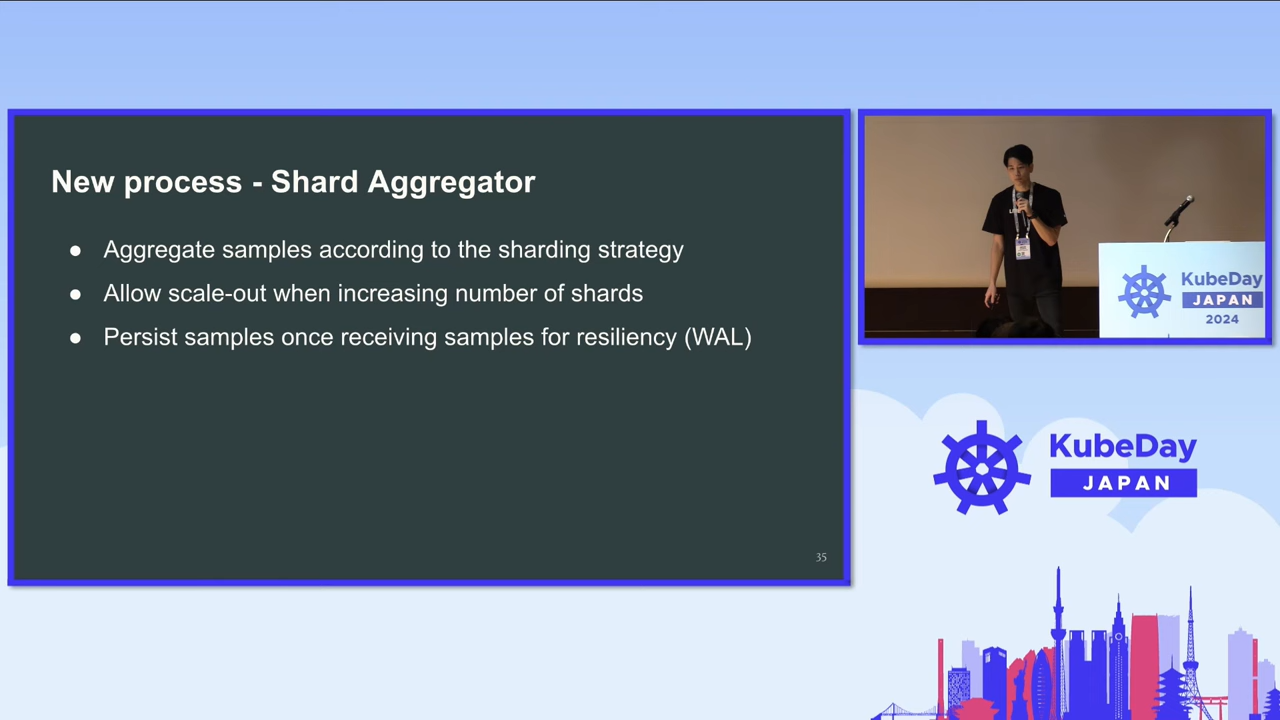 New process - Shard Aggregator
● Aggregate samples according to the sharding strategy
● Allow scale-out when increasing number of shards
● Persist samples once receiving samples for resiliency (WAL)
35
KubeDay
JAPAN
2024
KubeDay
JAPAN